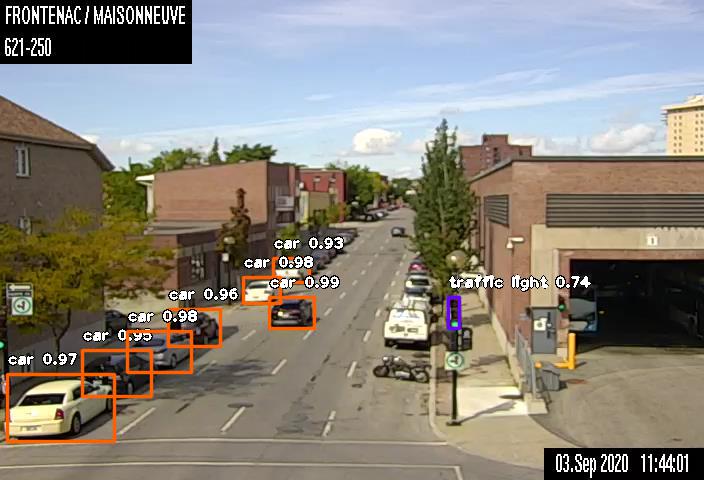 FRONTENAC / MAISONNEUVE
621-250
car 0.93
car 0.98
car 0.99
traffic light 0.74
car 0.96
car 0.98
car 0.95
car 0.97
1
03.Sep 2020 11:44:01